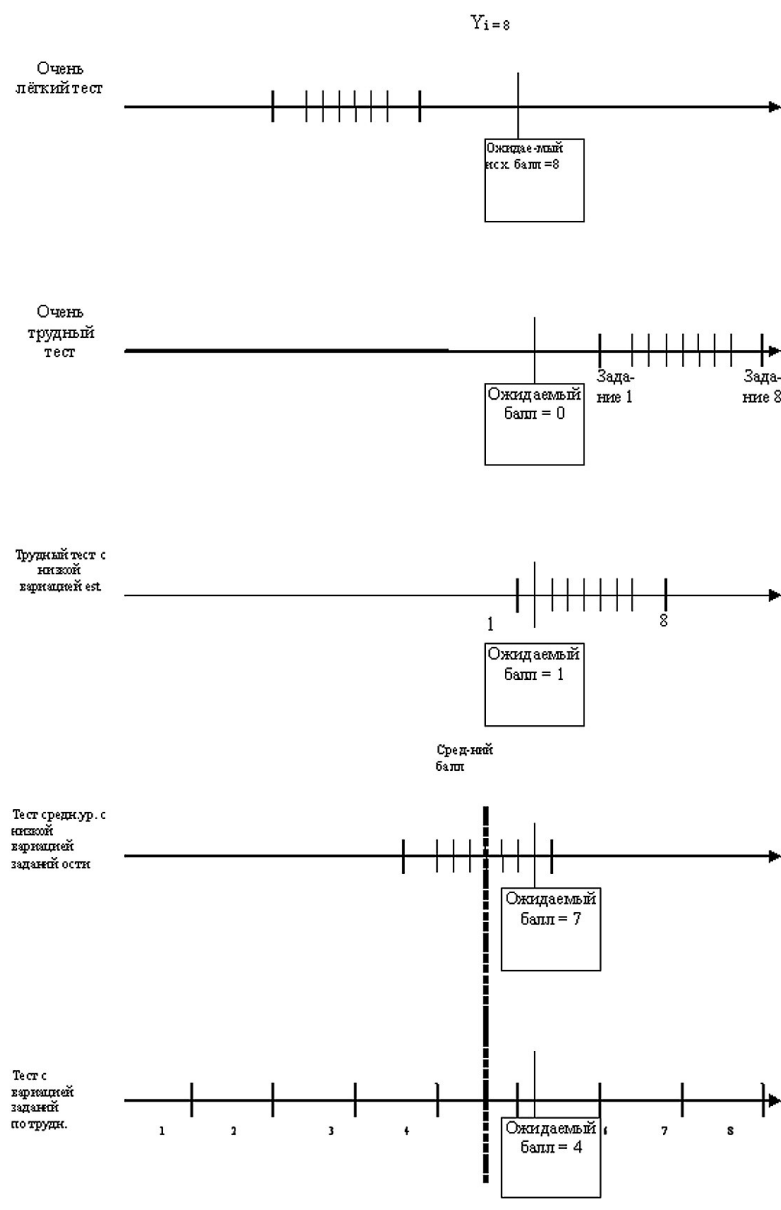 Yi = 8
Очень
лёгкий тест
Ожидае-мый
исх. балл =8
Очень
трудный
тест
Зада-
ние 1
Зада-
ние 8
Ожидаемый
балл = 0
Трудный тест с
низкой
вариацией est
1
8
Ожидаемый
балл = 1
Сред-ний
балл
Тест средн.ур. с
низкой
вариацией
заданий ости
Ожидаемый
балл = 7
Тест с
вариацией
заданий
по трудн.
1 2 3 4 6 7 8
Ожидаемый
балл = 4